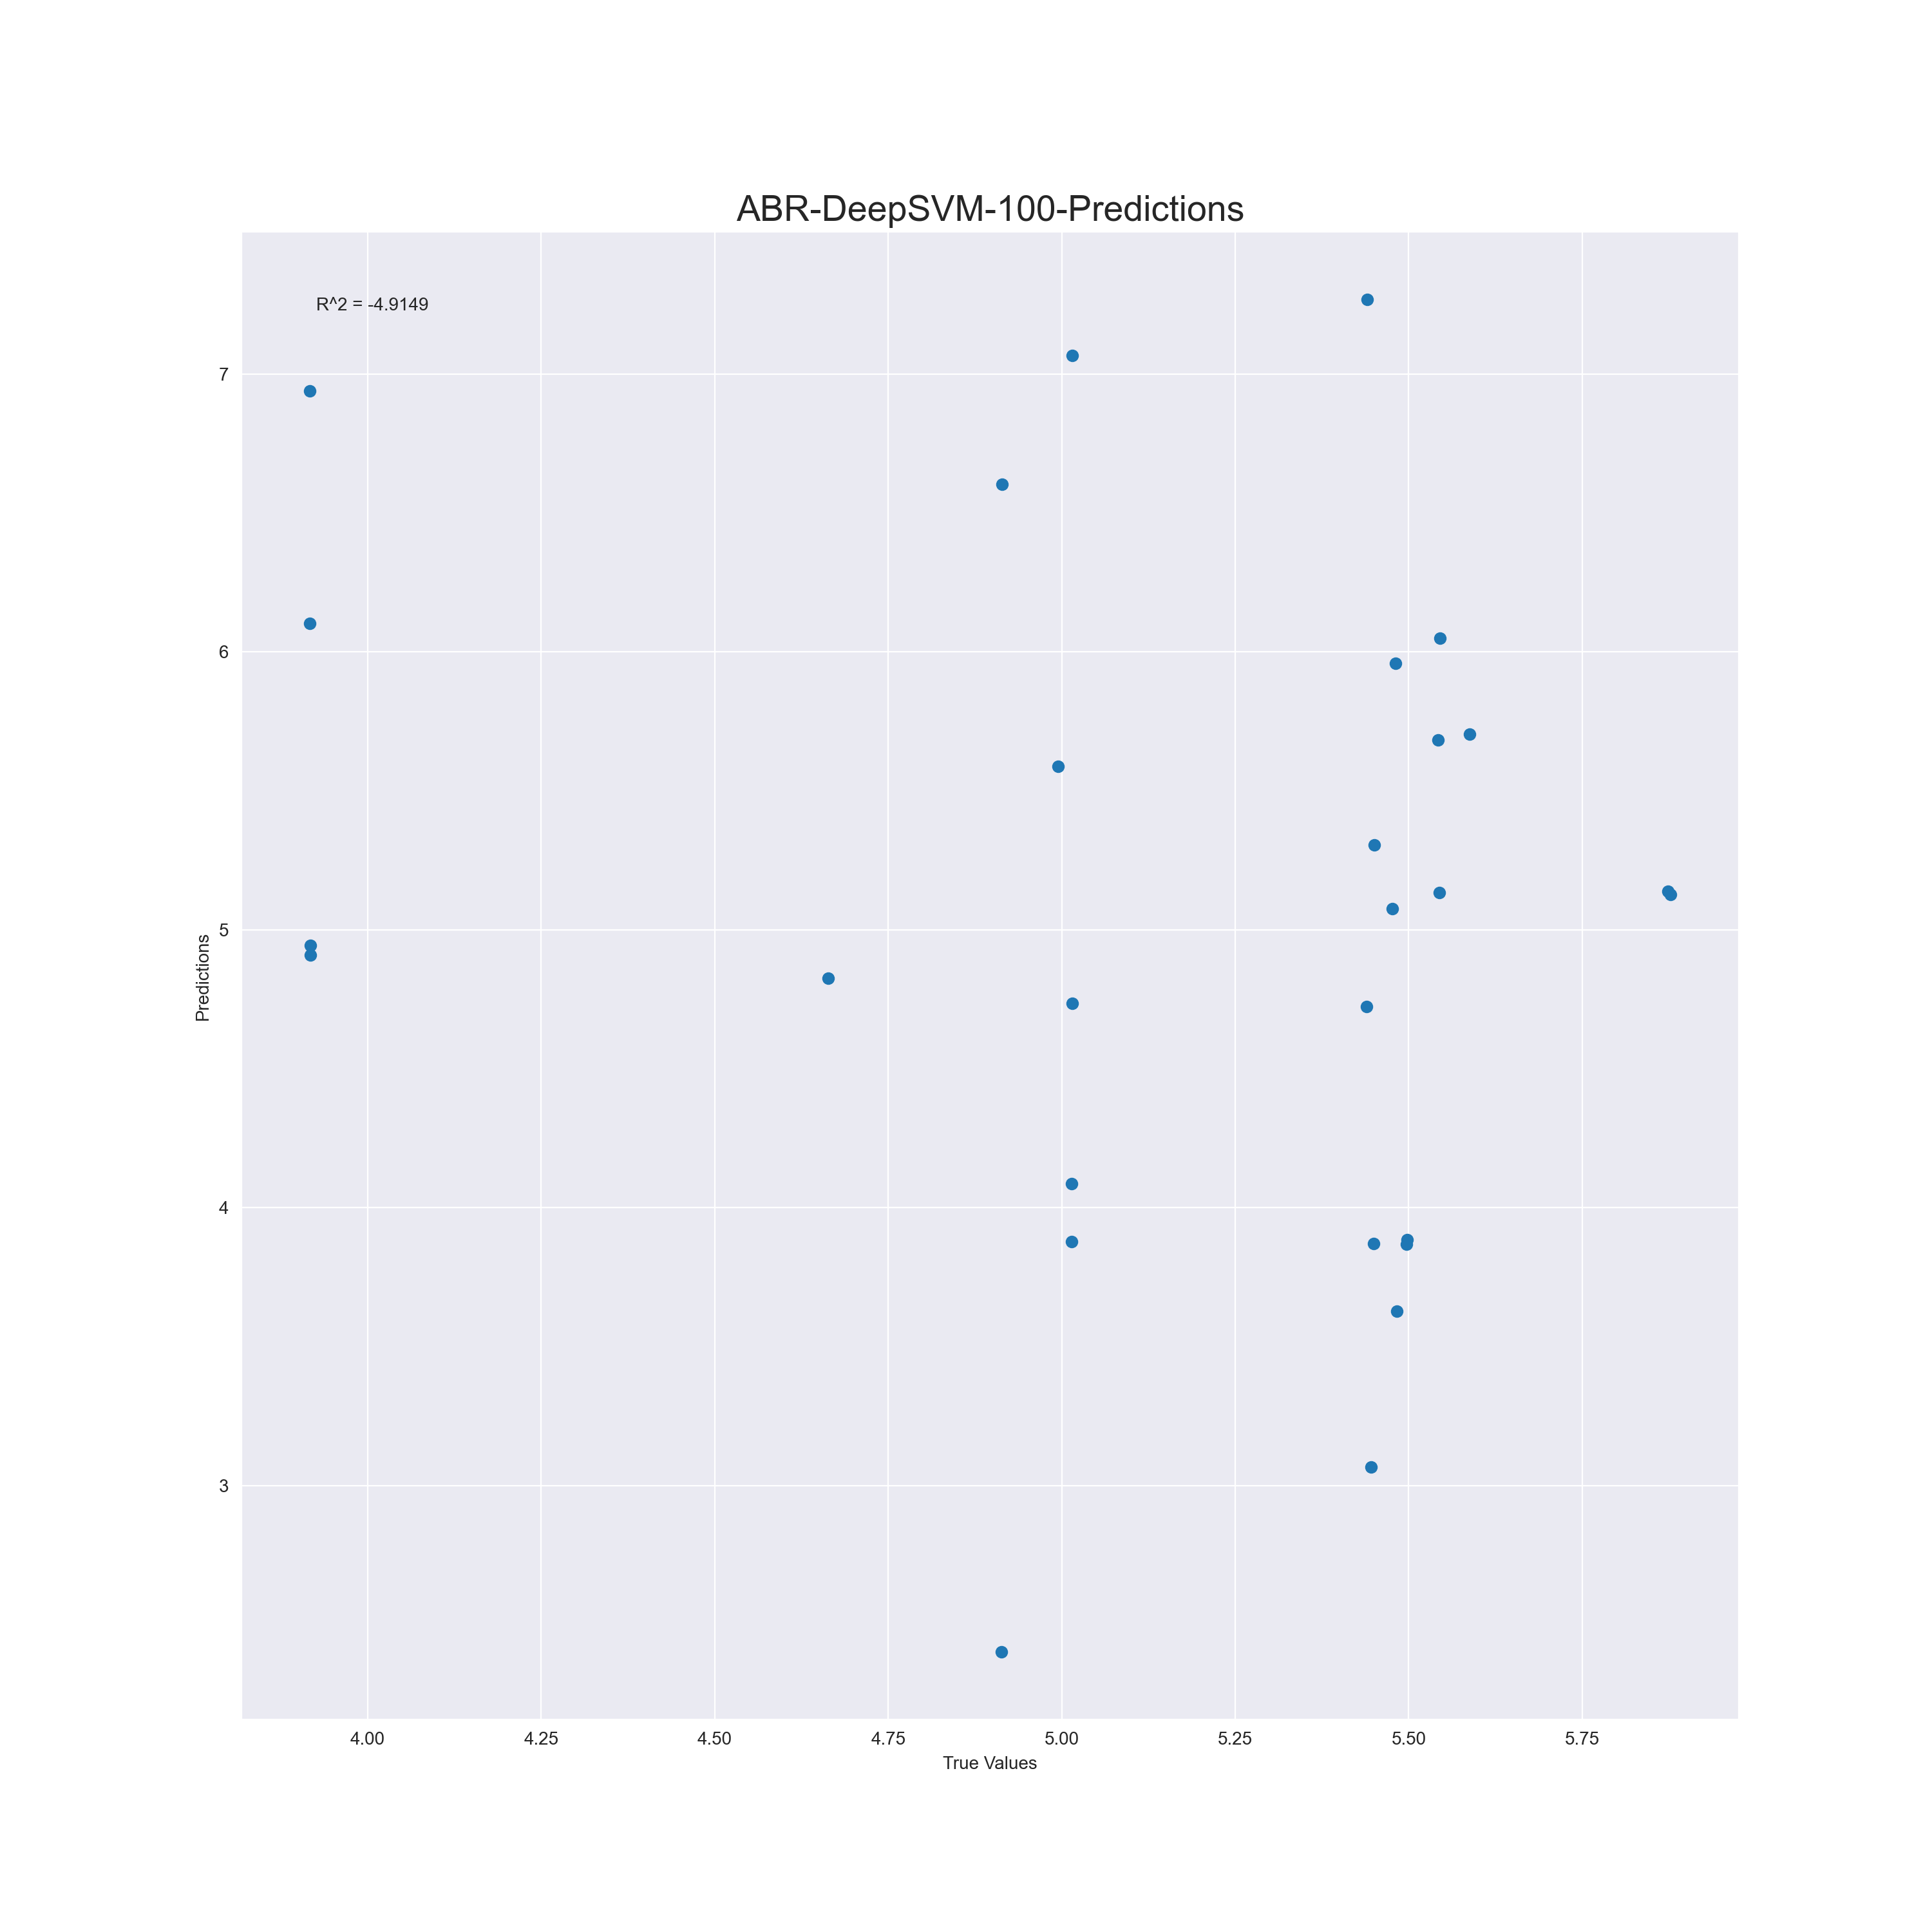 ABR-DeepSVM-100-Predictions
R^2 = -4.9149
7
6
5
4
3
Predictions
4.00 4.25 4.50 4.75 5.00 5.25 5.50 5.75
True Values